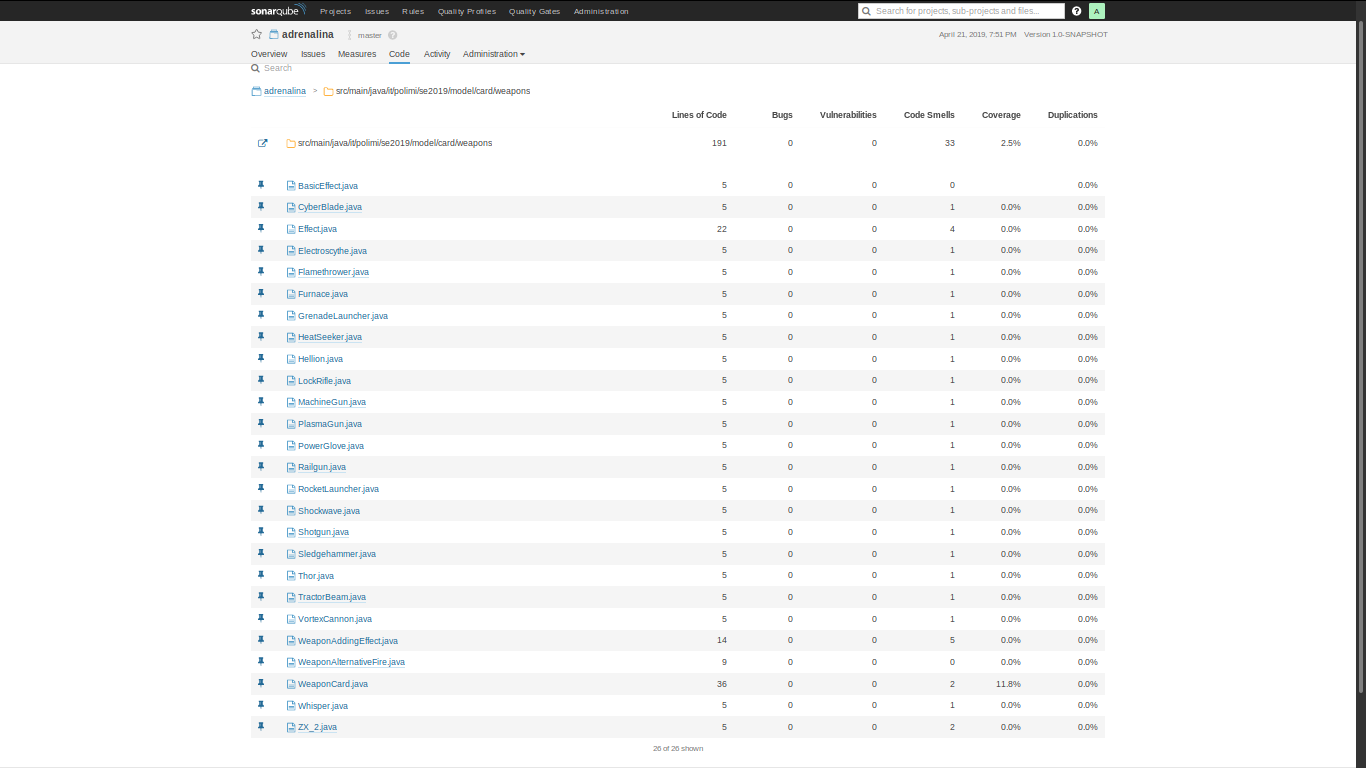 sonarqube Projects Issues Rules Quality Profiles Quality Gates Administration Search for projects, sub-projects and files... ? A
adrenalina master ? April 21, 2019, 7:51 PM Version 1.0-SNAPSHOT
Overview Issues Measures Code Activity Administration
Search
adrenalina > src/main/java/it/polimi/se2019/model/card/weapons
Lines of Code Bugs Vulnerabilities Code Smells Coverage Duplications
src/main/java/it/polimi/se2019/model/card/weapons 191 0 0 33 2.5% 0.0%
BasicEffect.java 5 0 0 0 0.0%
CyberBlade.java 5 0 0 1 0.0% 0.0%
Effect.java 22 0 0 4 0.0% 0.0%
Electroscythe.java 5 0 0 1 0.0% 0.0%
Flamethrower.java 5 0 0 1 0.0% 0.0%
Furnace.java 5 0 0 1 0.0% 0.0%
GrenadeLauncher.java 5 0 0 1 0.0% 0.0%
HeatSeeker.java 5 0 0 1 0.0% 0.0%
Hellion.java 5 0 0 1 0.0% 0.0%
LockRifle.java 5 0 0 1 0.0% 0.0%
MachineGun.java 5 0 0 1 0.0% 0.0%
PlasmaGun.java 5 0 0 1 0.0% 0.0%
PowerGlove.java 5 0 0 1 0.0% 0.0%
Railgun.java 5 0 0 1 0.0% 0.0%
RocketLauncher.java 5 0 0 1 0.0% 0.0%
Shockwave.java 5 0 0 1 0.0% 0.0%
Shotgun.java 5 0 0 1 0.0% 0.0%
Sledgehammer.java 5 0 0 1 0.0% 0.0%
Thor.java 5 0 0 1 0.0% 0.0%
TractorBeam.java 5 0 0 1 0.0% 0.0%
VortexCannon.java 5 0 0 1 0.0% 0.0%
WeaponAddingEffect.java 14 0 0 5 0.0% 0.0%
WeaponAlternativeFire.java 9 0 0 0 0.0% 0.0%
WeaponCard.java 36 0 0 2 11.8% 0.0%
Whisper.java 5 0 0 1 0.0% 0.0%
ZX_2.java 5 0 0 2 0.0% 0.0%
26 of 26 shown